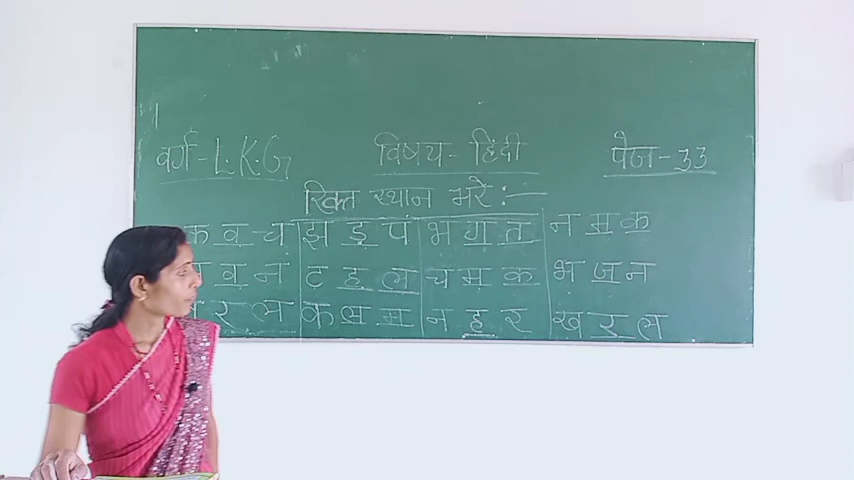 वर्ग - L.K.G विषय - हिंदी पेज - 33
रिक्त स्थान भरे :-
क व च झ ड़ प भ ग त न म क
व न ट ह ल च म क भ ज न
र ल क ल म न ह र ख र ल